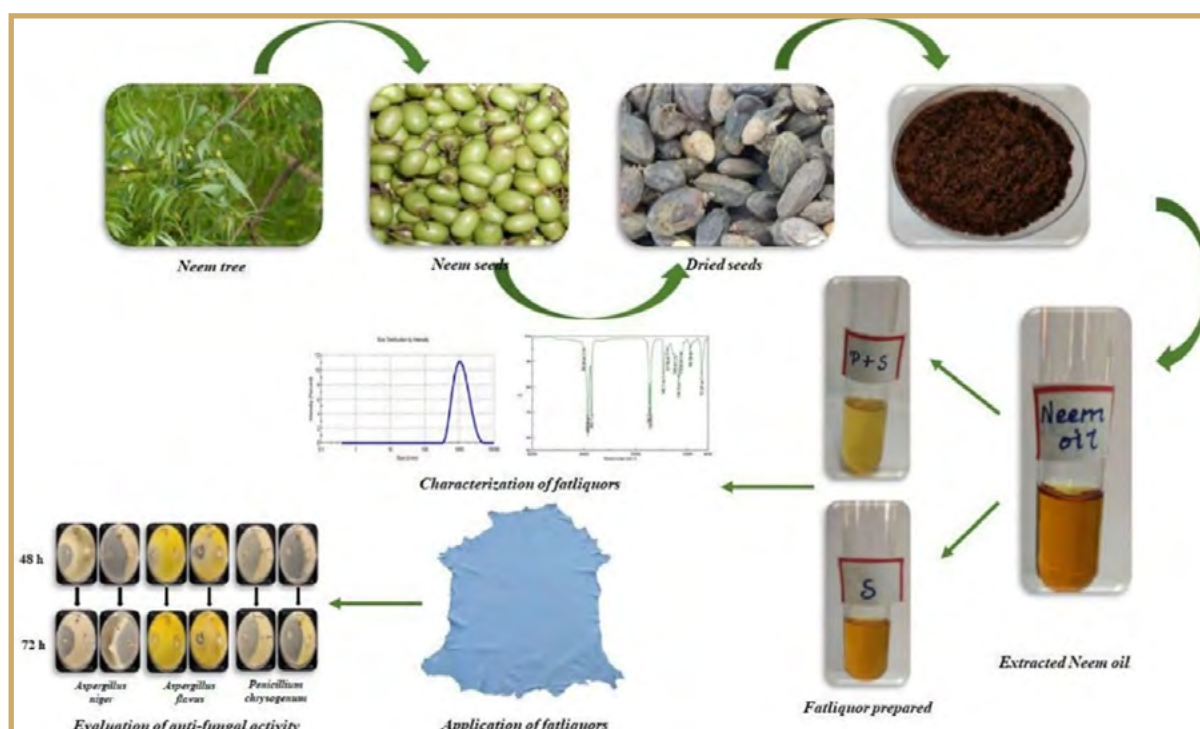 Neem tree
Neem seeds
Dried seeds
P+S
Neem
oil
S
Characterization of fatliquors
48 h
72 h
Aspergillus
niger
Aspergillus
flavus
Penicillium
chrysogenum
Extracted Neem oil
Fatliquor prepared
Evaluation of anti-fungal activity
Application of fatliquors